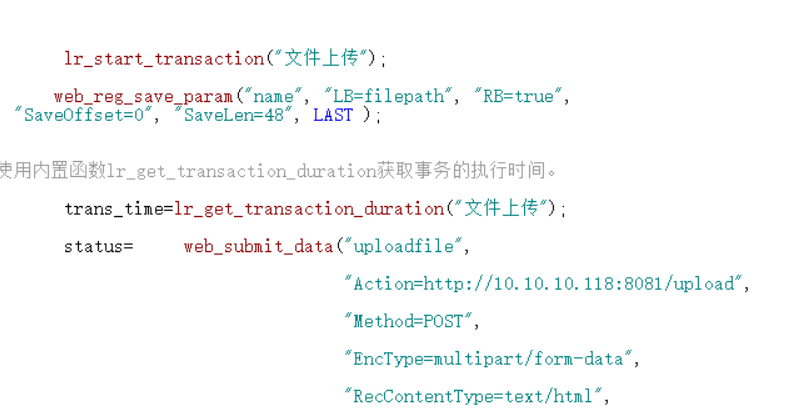 lr_start_transaction("文件上传");
web_reg_save_param("name", "LB=filepath", "RB=true",
"SaveOffset=0", "SaveLen=48", LAST );
使用内置函数lr_get_transaction_duration获取事务的执行时间。
trans_time=lr_get_transaction_duration("文件上传");
status= web_submit_data("uploadfile",
"Action=http://10.10.10.118:8081/upload",
"Method=POST",
"EncType=multipart/form-data",
"RecContentType=text/html",